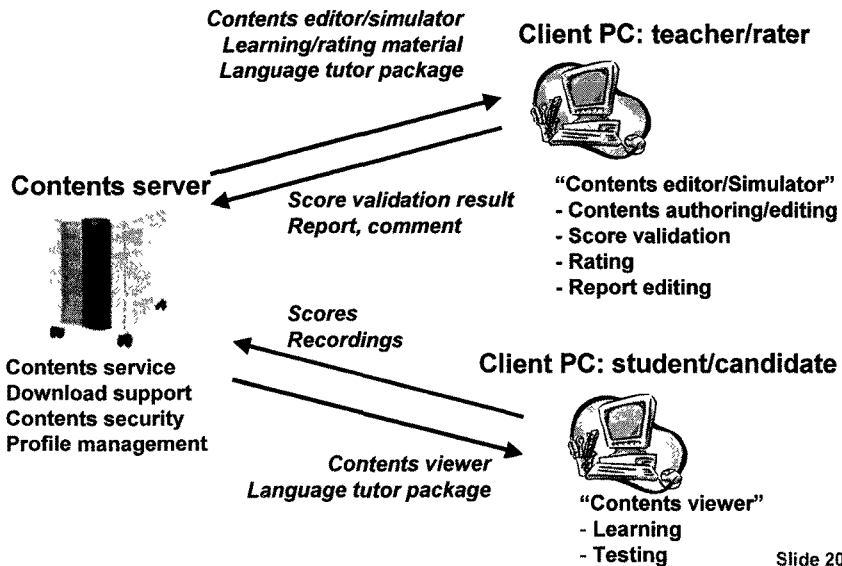 Contents editor/simulator
Learning/rating material
Language tutor package
Client PC: teacher/rater
Contents server
Score validation result
Report, comment
“Contents editor/Simulator”
- Contents authoring/editing
- Score validation
- Rating
- Report editing
Scores
Recordings
Contents service
Download support
Contents security
Profile management
Client PC: student/candidate
Contents viewer
Language tutor package
“Contents viewer”
- Learning
- Testing
Slide 20